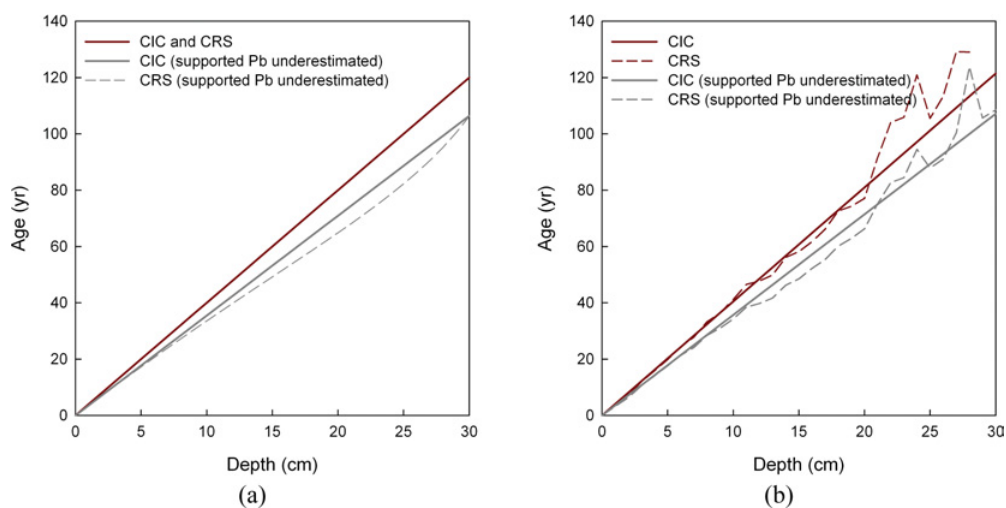 140
120
100
80
60
40
20
0
Age (yr)
CIC and CRS
CIC (supported Pb underestimated)
CRS (supported Pb underestimated)
0 5 10 15 20 25 30
Depth (cm)
(a)
140
120
100
80
60
40
20
0
Age (yr)
CIC
CRS
CIC (supported Pb underestimated)
CRS (supported Pb underestimated)
0 5 10 15 20 25 30
Depth (cm)
(b)